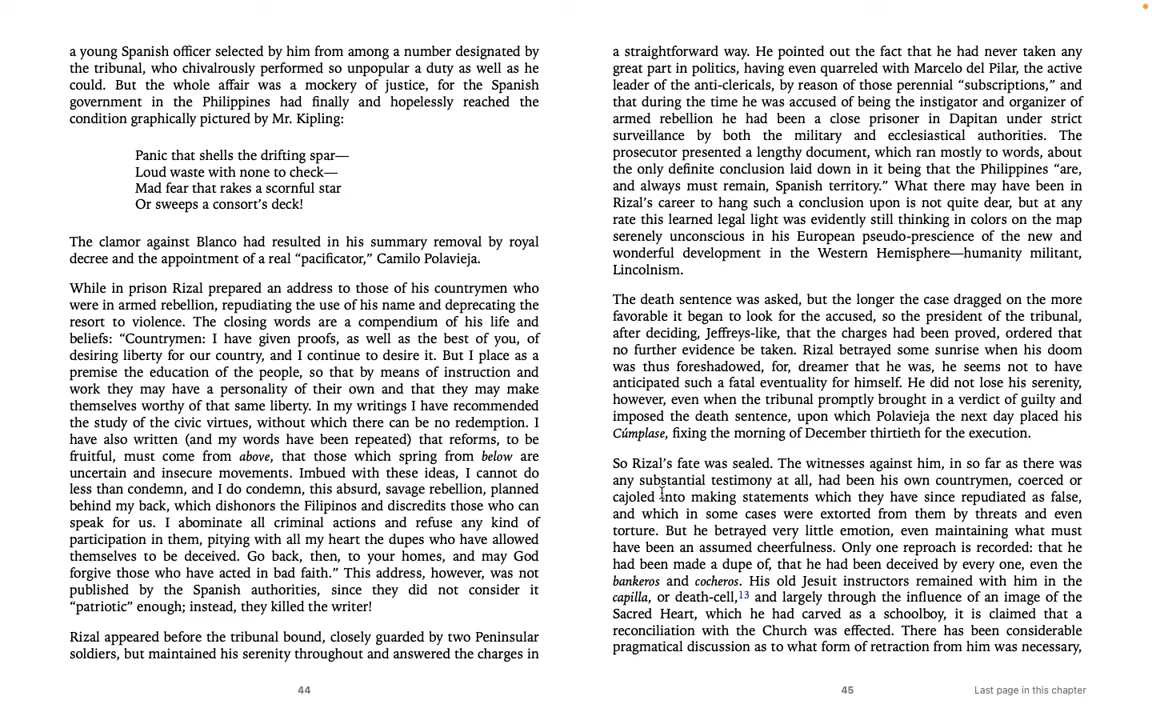 a young Spanish officer selected by him from among a number designated by
the tribunal, who chivalrously performed so unpopular a duty as well as he
could. But the whole affair was a mockery of justice, for the Spanish
government in the Philippines had finally and hopelessly reached the
condition graphically pictured by Mr. Kipling:
Panic that shells the drifting spar—
Loud waste with none to check—
Mad fear that rakes a scornful star
Or sweeps a consort's deck!
The clamor against Blanco had resulted in his summary removal by royal
decree and the appointment of a real “pacificator,” Camilo Polavieja.
While in prison Rizal prepared an address to those of his countrymen who
were in armed rebellion, repudiating the use of his name and deprecating the
resort to violence. The closing words are a compendium of his life and
beliefs: “Countrymen: I have given proofs, as well as the best of you, of
desiring liberty for our country, and I continue to desire it. But I place as a
premise the education of the people, so that by means of instruction and
work they may have a personality of their own and that they may make
themselves worthy of that same liberty. In my writings I have recommended
the study of the civic virtues, without which there can be no redemption. I
have also written (and my words have been repeated) that reforms, to be
fruitful, must come from above, that those which spring from below are
uncertain and insecure movements. Imbued with these ideas, I cannot do
less than condemn, and I do condemn, this absurd, savage rebellion, planned
behind my back, which dishonors the Filipinos and discredits those who can
speak for us. I abominate all criminal actions and refuse any kind of
participation in them, pitying with all my heart the dupes who have allowed
themselves to be deceived. Go back, then, to your homes, and may God
forgive those who have acted in bad faith.” This address, however, was not
published by the Spanish authorities, since they did not consider it
“patriotic” enough; instead, they killed the writer!
Rizal appeared before the tribunal bound, closely guarded by two Peninsular
soldiers, but maintained his serenity throughout and answered the charges in
44
a straightforward way. He pointed out the fact that he had never taken any
great part in politics, having even quarreled with Marcelo del Pilar, the active
leader of the anti-clericals, by reason of those perennial “subscriptions,” and
that during the time he was accused of being the instigator and organizer of
armed rebellion he had been a close prisoner in Dapitan under strict
surveillance by both the military and ecclesiastical authorities. The
prosecutor presented a lengthy document, which ran mostly to words, about
the only definite conclusion laid down in it being that the Philippines “are,
and always must remain, Spanish territory.” What there may have been in
Rizal's career to hang such a conclusion upon is not quite dear, but at any
rate this learned legal light was evidently still thinking in colors on the map
serenely unconscious in his European pseudo-prescience of the new and
wonderful development in the Western Hemisphere—humanity militant,
Lincolnism.
The death sentence was asked, but the longer the case dragged on the more
favorable it began to look for the accused, so the president of the tribunal,
after deciding, Jeffreys-like, that the charges had been proved, ordered that
no further evidence be taken. Rizal betrayed some sunrise when his doom
was thus foreshadowed, for, dreamer that he was, he seems not to have
anticipated such a fatal eventuality for himself. He did not lose his serenity,
however, even when the tribunal promptly brought in a verdict of guilty and
imposed the death sentence, upon which Polavieja the next day placed his
Cúmplase, fixing the morning of December thirtieth for the execution.
So Rizal's fate was sealed. The witnesses against him, in so far as there was
any substantial testimony at all, had been his own countrymen, coerced or
cajoled into making statements which they have since repudiated as false,
and which in some cases were extorted from them by threats and even
torture. But he betrayed very little emotion, even maintaining what must
have been an assumed cheerfulness. Only one reproach is recorded: that he
had been made a dupe of, that he had been deceived by every one, even the
bankeros and cocheros. His old Jesuit instructors remained with him in the
capilla, or death-cell,13 and largely through the influence of an image of the
Sacred Heart, which he had carved as a schoolboy, it is claimed that a
reconciliation with the Church was effected. There has been considerable
pragmatical discussion as to what form of retraction from him was necessary,
45
Last page in this chapter